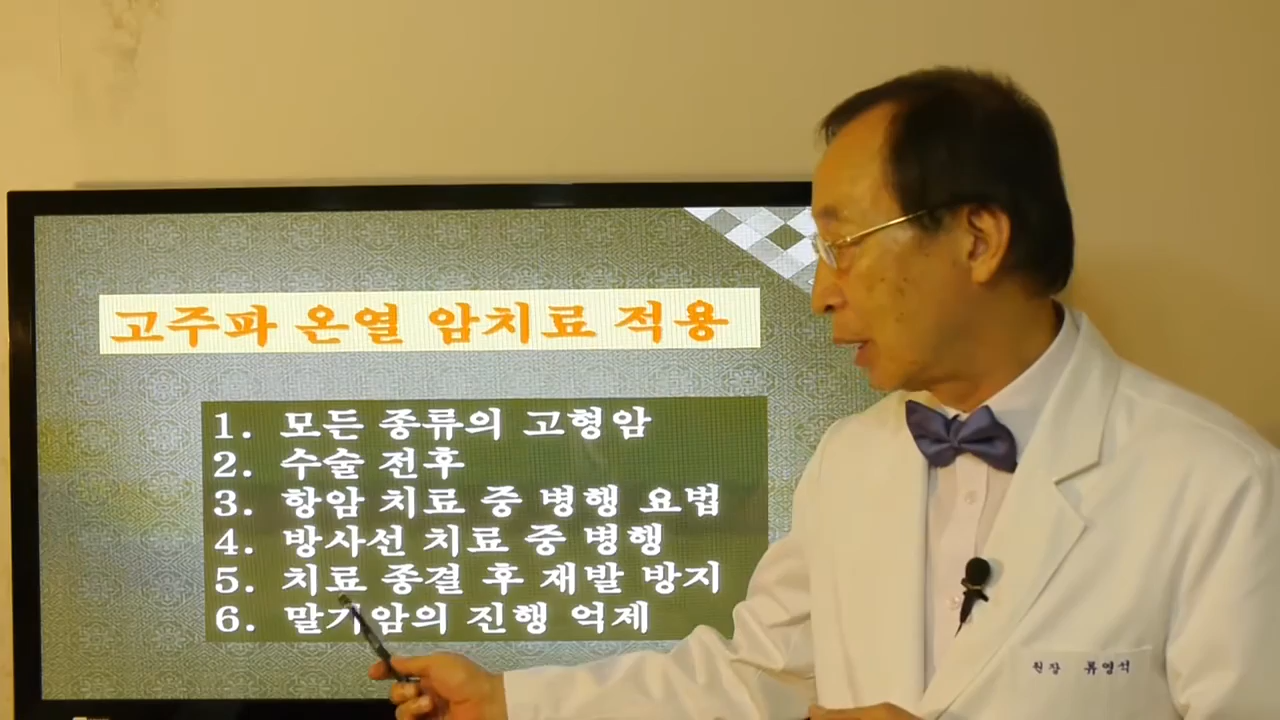 고주파 온열 암치료 적용
1. 모든 종류의 고형암
2. 수술 전후
3. 항암 치료 중 병행 요법
4. 방사선 치료 중 병행
5. 치료 종결 후 재발 방지
6. 말기암의 진행 억제
원장 류영석